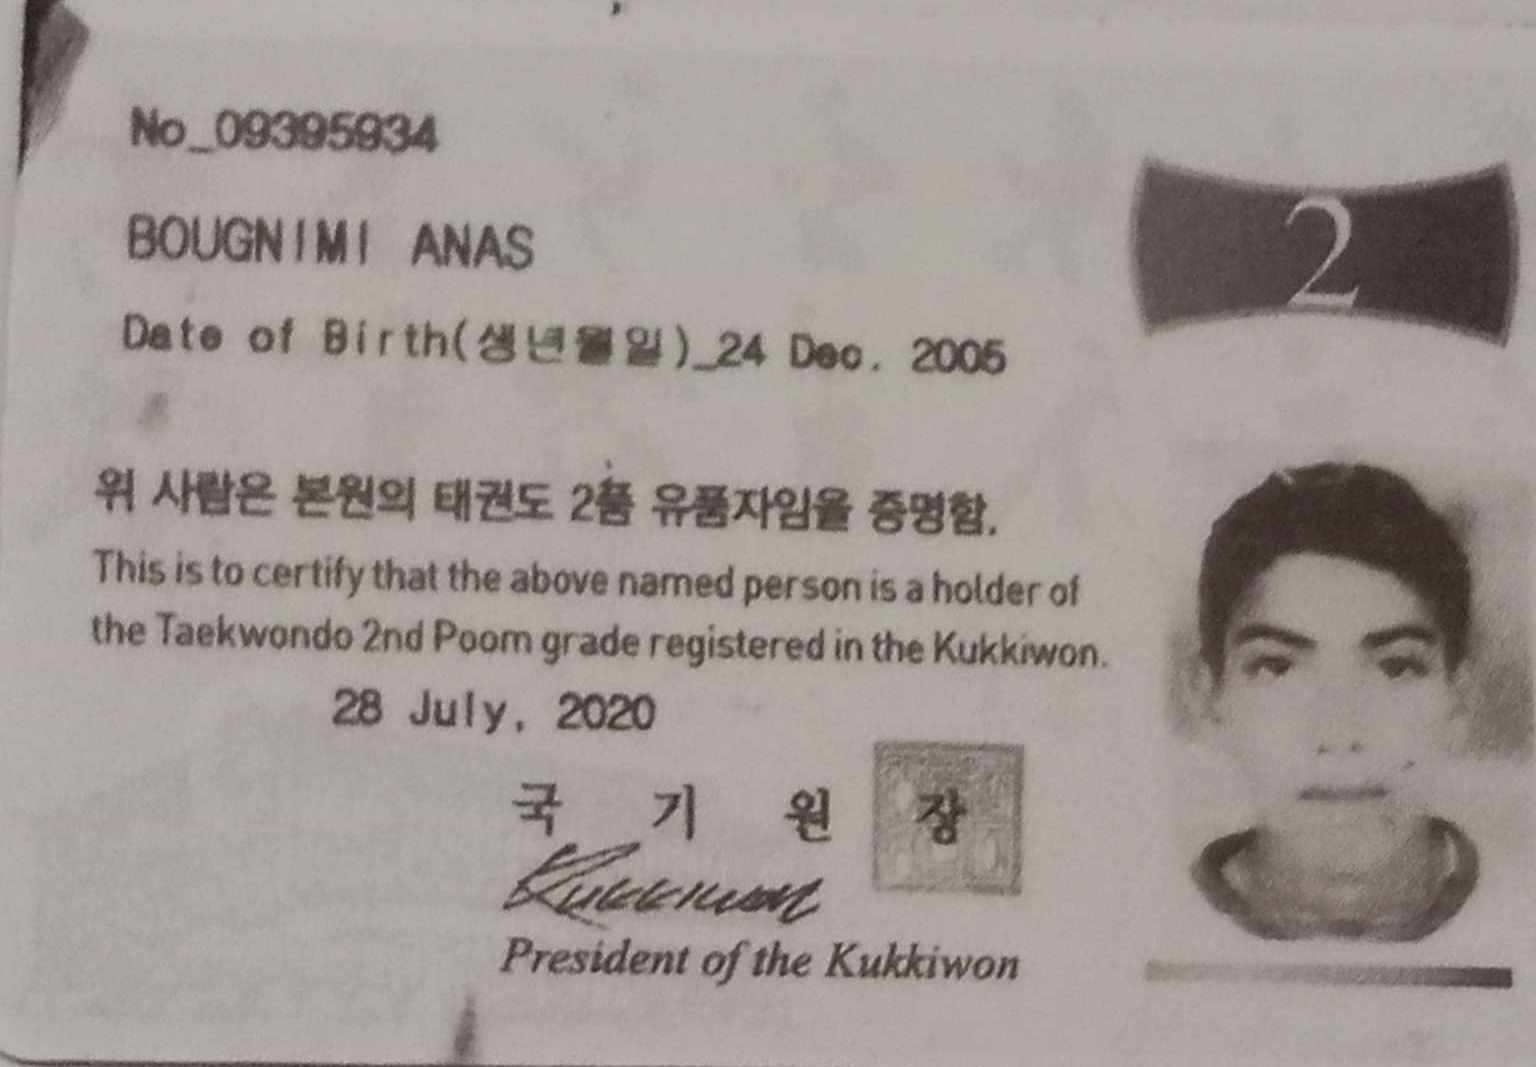 No_09395934
2
BOUGNIMI ANAS
Date of Birth(생년월일)_24 Dec. 2005
위 사람은 본원의 태권도 2품 유품자임을 증명함.
This is to certify that the above named person is a holder of
the Taekwondo 2nd Poom grade registered in the Kukkiwon.
28 July, 2020
국 기 원 장
Kukkiwon
President of the Kukkiwon